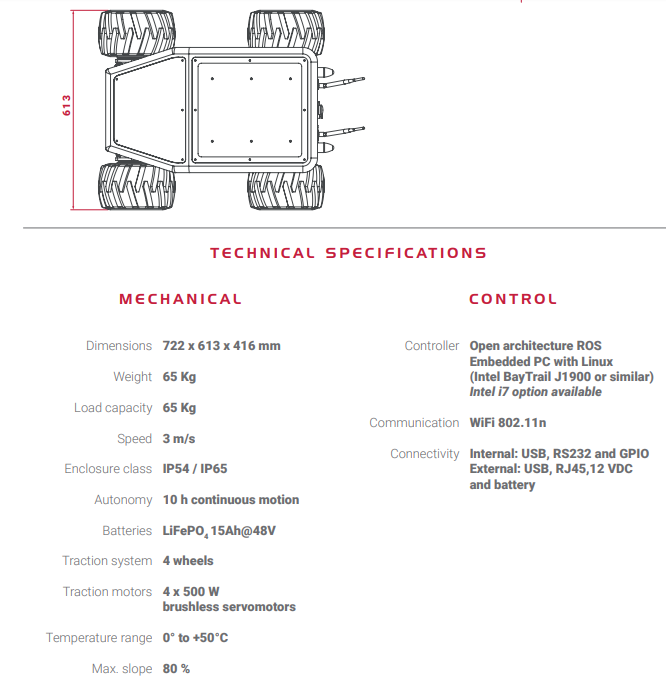 613
TECHNICAL SPECIFICATIONS
MECHANICAL
Dimensions 722 x 613 x 416 mm
Weight 65 Kg
Load capacity 65 Kg
Speed 3 m/s
Enclosure class IP54 / IP65
Autonomy 10 h continuous motion
Batteries LiFePO4 15Ah@48V
Traction system 4 wheels
Traction motors 4 x 500 W
brushless servomotors
Temperature range 0° to +50°C
Max. slope 80 %
CONTROL
Controller Open architecture ROS
Embedded PC with Linux
(Intel BayTrail J1900 or similar)
Intel i7 option available
Communication WiFi 802.11n
Connectivity Internal: USB, RS232 and GPIO
External: USB, RJ45,12 VDC
and battery